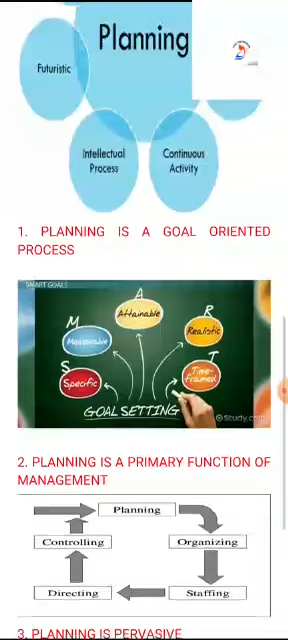 Planning
Futuristic
Intellectual
Process
Continuous
Activity
1. PLANNING IS A GOAL ORIENTED
PROCESS
SMART GOALS
A
Attainable
M
Measurable
R
Realistic
S
Specific
T
Time-
framed
GOAL SETTING
Study.com
2. PLANNING IS A PRIMARY FUNCTION OF
MANAGEMENT
Planning
Controlling
Organizing
Directing
Staffing
3. PLANNING IS PERVASIVE